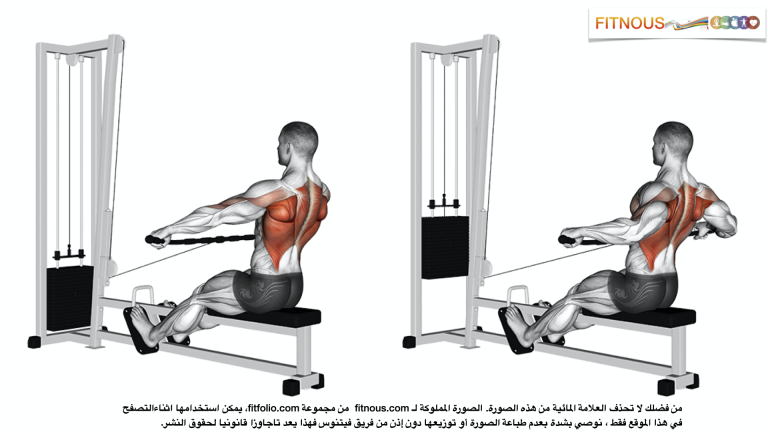 FITNOUS
من فضلك لا تحذف العلامة المائية من هذه الصورة. الصورة المملوكة لـ fitnous.com من مجموعة fitfolio.com، يمكن استخدامها اثناءالتصفح
في هذا الموقع فقط ، نوصي بشدة بعدم طباعة الصورة او توزيعها دون إذن من فريق فيتنوس فهذا يعد تاجاوزا قانونيا لحقوق النشر.